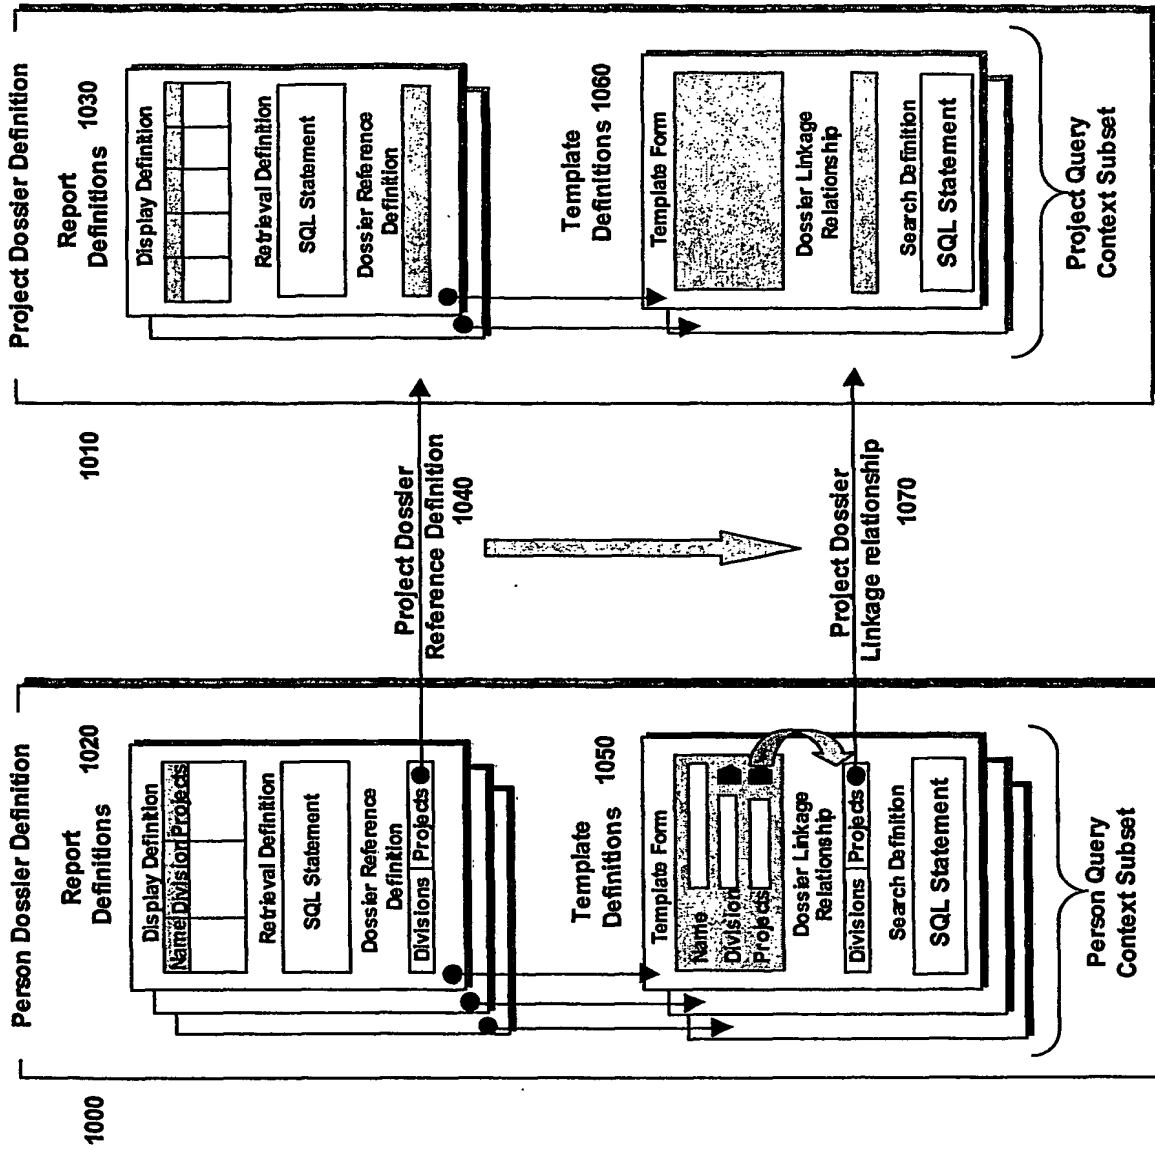 1000
Person Dossier Definition
Report
Definitions 1020
Display Definition
Name Division Projects
Retrieval Definition
SQL Statement
Dossier Reference
Definition
Divisions Projects
Template
Definitions 1050
Template Form
Name
Division
Projects
Dossier Linkage
Relationship
Divisions Projects
Search Definition
SQL Statement
Person Query
Context Subset
1010
Project Dossier
Reference Definition
1040
Project Dossier
Linkage relationship
1070
Project Dossier Definition
Report
Definitions 1030
Display Definition
Retrieval Definition
SQL Statement
Dossier Reference
Definition
Template
Definitions 1060
Template Form
Dossier Linkage
Relationship
Search Definition
SQL Statement
Project Query
Context Subset